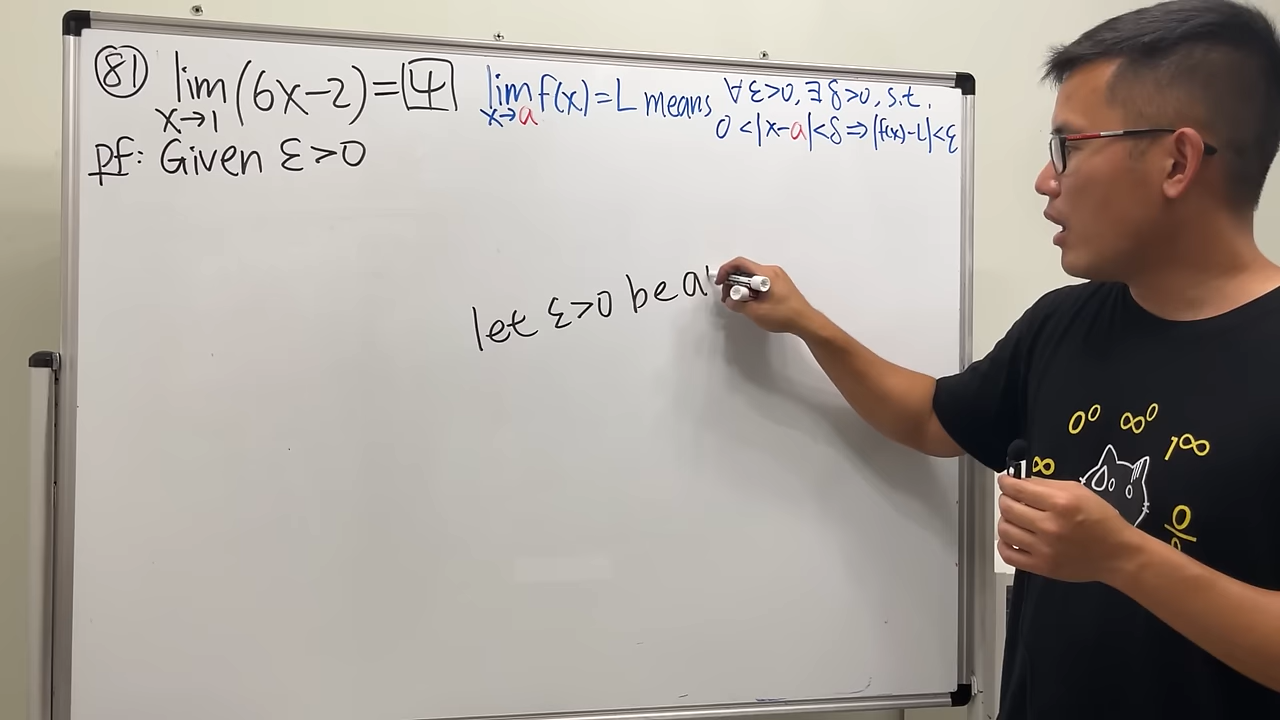 (81) lim x→1 (6x-2) = 4
lim x→a f(x) = L means ∀ ε>0, ∃ δ>0, s.t.
0 < |x-a| < δ ⇒ |f(x)-L| < ε
pf: Given ε>0
let ε>0 be a
0⁰ ∞⁰ 1^∞
∞
0